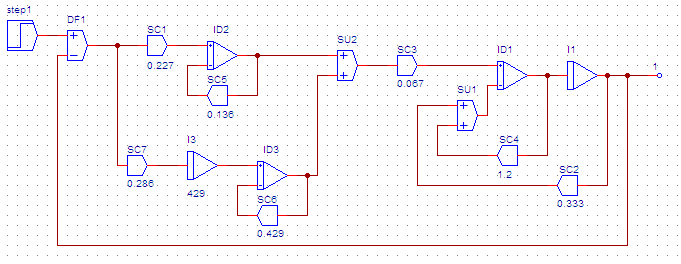 step1
DF1
SC1
0.227
ID2
SC5
0.136
SU2
SC3
0.067
ID1
I1
1
SU1
SC4
1.2
SC2
0.333
SC7
0.286
I3
429
ID3
SC6
0.429